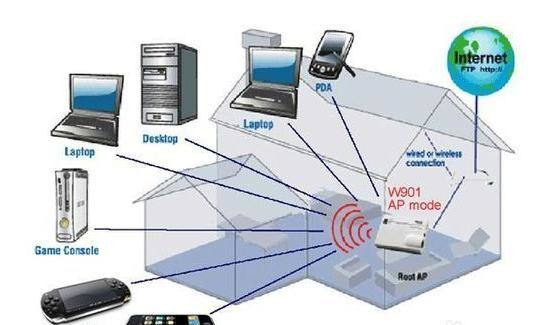 Internet
FTP http://
PDA
Laptop
Desktop
Laptop
wired or wireless
connection
W901
AP mode
Game Console
Root AP